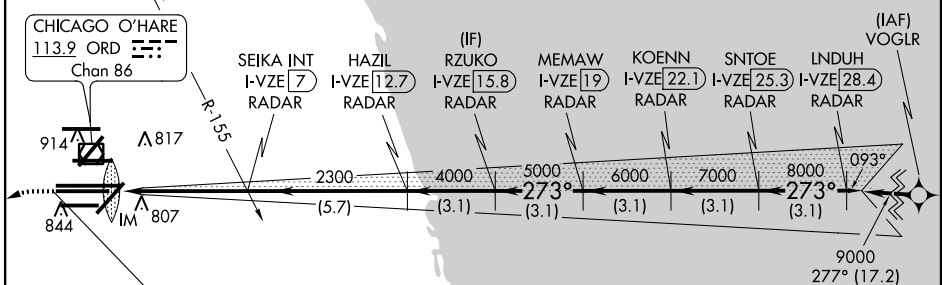 CHICAGO O'HARE
113.9 ORD
Chan 86
R-155
SEIKA INT
I-VZE 7
RADAR
HAZIL
I-VZE 12.7
RADAR
(IF)
RZUKO
I-VZE 15.8
RADAR
MEMAW
I-VZE 19
RADAR
KOENN
I-VZE 22.1
RADAR
SNTOE
I-VZE 25.3
RADAR
LNDUH
I-VZE 28.4
RADAR
(IAF)
VOGLR
914
817
844
IM
807
2300
4000
5000
6000
7000
8000
093°
273°
273°
(5.7)
(3.1)
(3.1)
(3.1)
(3.1)
(3.1)
9000
277° (17.2)